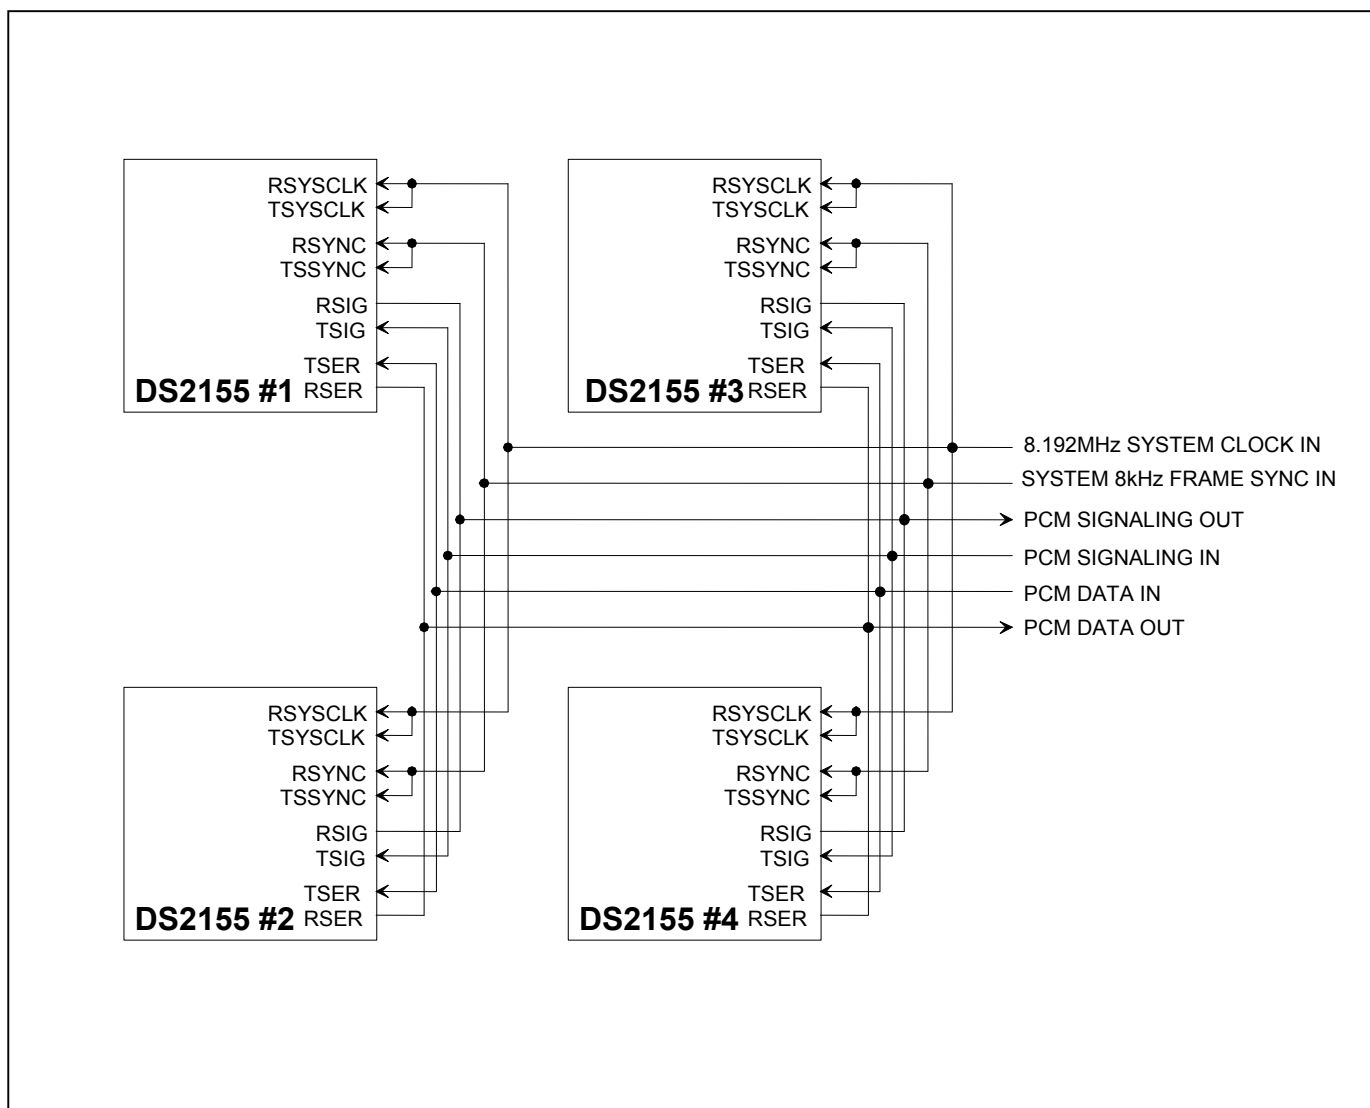 RSYSCLK
TSYSCLK
RSYNC
TSSYNC
RSIG
TSIG
TSER
DS2155 #1 RSER
RSYSCLK
TSYSCLK
RSYNC
TSSYNC
RSIG
TSIG
TSER
DS2155 #3 RSER
8.192MHz SYSTEM CLOCK IN
SYSTEM 8kHz FRAME SYNC IN
PCM SIGNALING OUT
PCM SIGNALING IN
PCM DATA IN
PCM DATA OUT
RSYSCLK
TSYSCLK
RSYNC
TSSYNC
RSIG
TSIG
TSER
DS2155 #2 RSER
RSYSCLK
TSYSCLK
RSYNC
TSSYNC
RSIG
TSIG
TSER
DS2155 #4 RSER